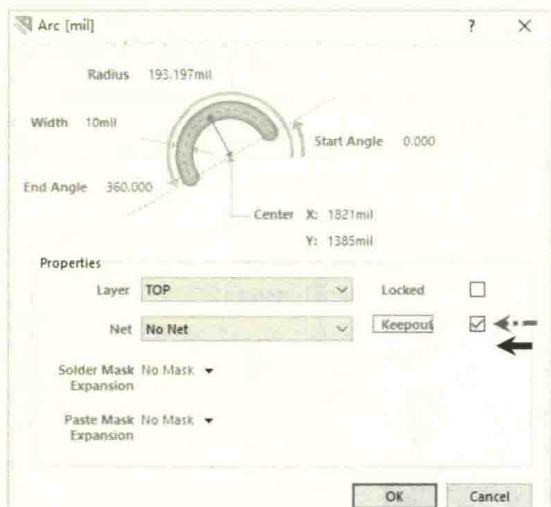 Arc [mil] ? ×
Radius 193.197mil
Width 10mil
Start Angle 0.000
End Angle 360.000
Center X: 1821mil
Y: 1385mil
Properties
Layer TOP Locked
Net No Net Keepout
Solder Mask No Mask
Expansion
Paste Mask No Mask
Expansion
OK Cancel